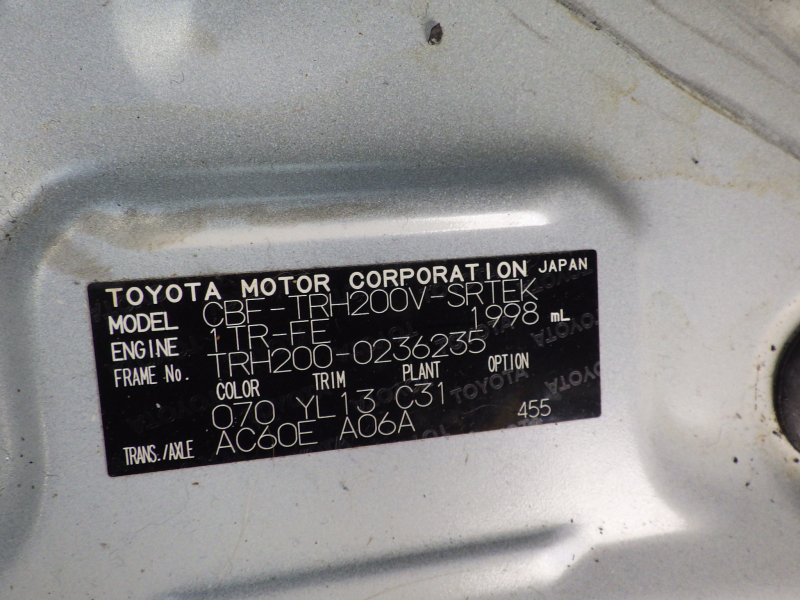 TOYOTA MOTOR CORPORATION JAPAN
MODEL CBF-TRH200V-SRTEK
ENGINE 1TR-FE 1998 mL
FRAME No. TRH200-0236235
COLOR TRIM PLANT OPTION
070 YL13 C31 455
TRANS./AXLE AC60E A06A